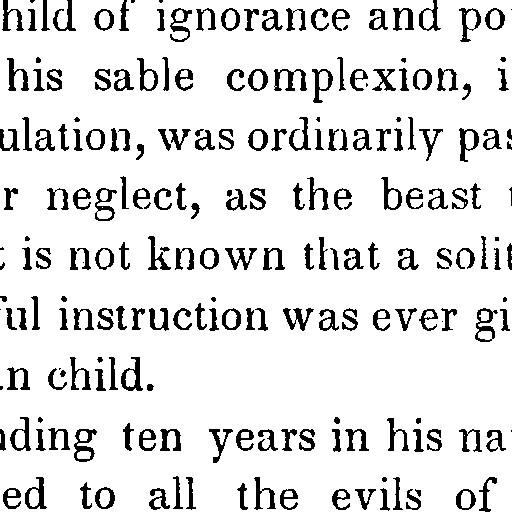 hild of ignorance and po
his sable complexion, i
ulation, was ordinarily pas
r neglect, as the beast
is not known that a solit
ful instruction was ever gi
n child.
nding ten years in his na
ed to all the evils of